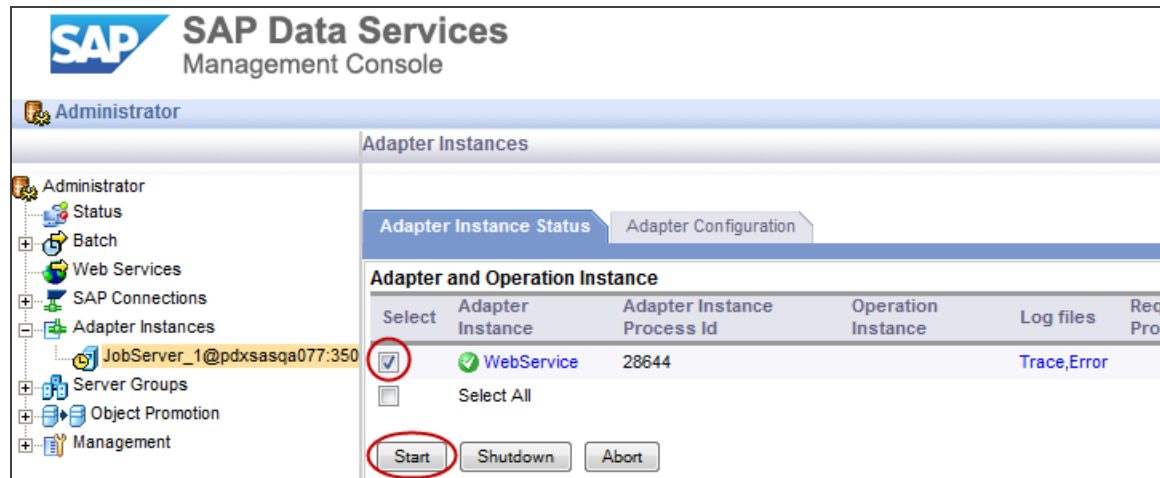 SAP
SAP Data Services
Management Console
Administrator
Adapter Instances
Administrator
Status
Batch
Web Services
SAP Connections
Adapter Instances
JobServer_1@pdxsasqa077:350
Server Groups
Object Promotion
Management
Adapter Instance Status
Adapter Configuration
Adapter and Operation Instance
Select
Adapter
Instance
Adapter Instance
Process Id
Operation
Instance
Log files
Req
Pro
WebService
28644
Trace,Error
Select All
Start
Shutdown
Abort